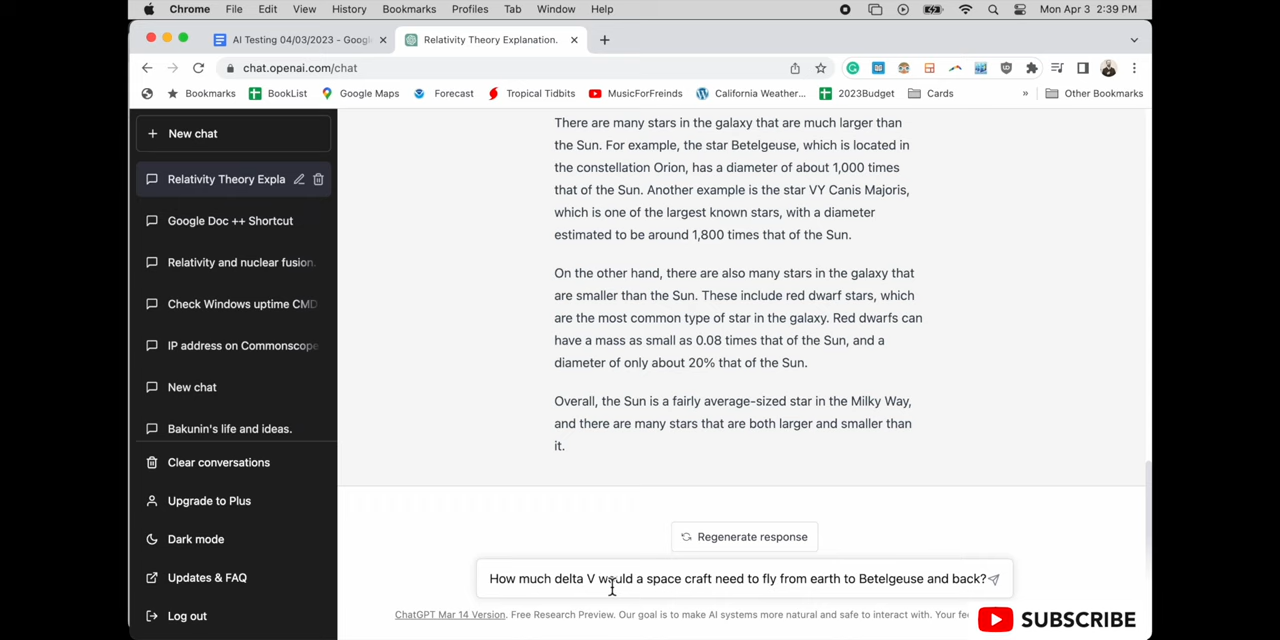 Chrome File Edit View History Bookmarks Profiles Tab Window Help Mon Apr 3 2:39 PM
AI Testing 04/03/2023 - Googl Relativity Theory Explanation.
chat.openai.com/chat
Bookmarks BookList Google Maps Forecast Tropical Tidbits MusicForFreinds California Weather... 2023Budget Cards » Other Bookmarks
New chat
Relativity Theory Expla
Google Doc ++ Shortcut
Relativity and nuclear fusion.
Check Windows uptime CMD
IP address on Commonscope
New chat
Bakunin's life and ideas.
Clear conversations
Upgrade to Plus
Dark mode
Updates & FAQ
Log out
There are many stars in the galaxy that are much larger than
the Sun. For example, the star Betelgeuse, which is located in
the constellation Orion, has a diameter of about 1,000 times
that of the Sun. Another example is the star VY Canis Majoris,
which is one of the largest known stars, with a diameter
estimated to be around 1,800 times that of the Sun.
On the other hand, there are also many stars in the galaxy that
are smaller than the Sun. These include red dwarf stars, which
are the most common type of star in the galaxy. Red dwarfs can
have a mass as small as 0.08 times that of the Sun, and a
diameter of only about 20% that of the Sun.
Overall, the Sun is a fairly average-sized star in the Milky Way,
and there are many stars that are both larger and smaller than
it.
Regenerate response
How much delta V would a space craft need to fly from earth to Betelgeuse and back?
ChatGPT Mar 14 Version. Free Research Preview. Our goal is to make AI systems more natural and safe to interact with. Your fe
SUBSCRIBE